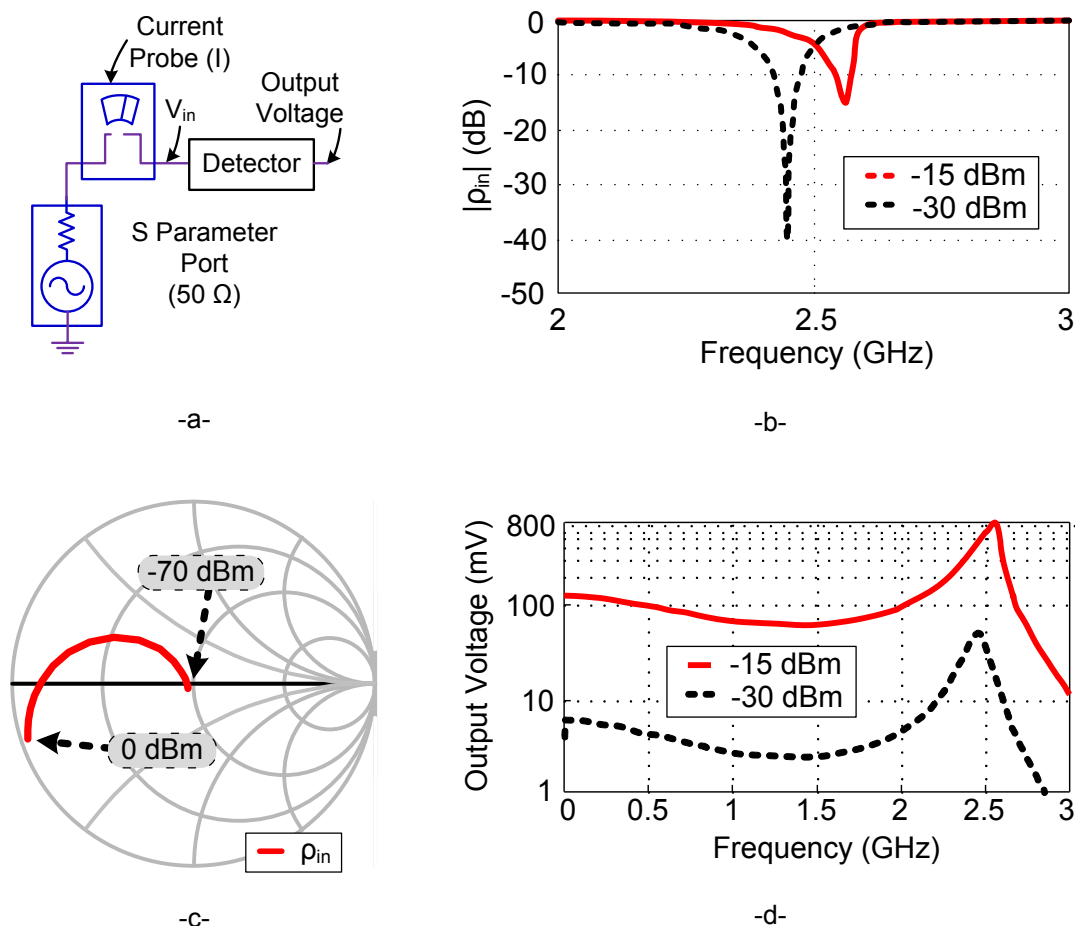 Current
Probe (I)
Vin
Output
Voltage
Detector
S Parameter
Port
(50 Ω)
-a-
0
-10
-20
-30
-40
-50
|ρin| (dB)
-15 dBm
-30 dBm
2
2.5
3
Frequency (GHz)
-b-
-70 dBm
0 dBm
ρin
-c-
800
100
10
1
Output Voltage (mV)
-15 dBm
-30 dBm
0
0.5
1
1.5
2
2.5
3
Frequency (GHz)
-d-